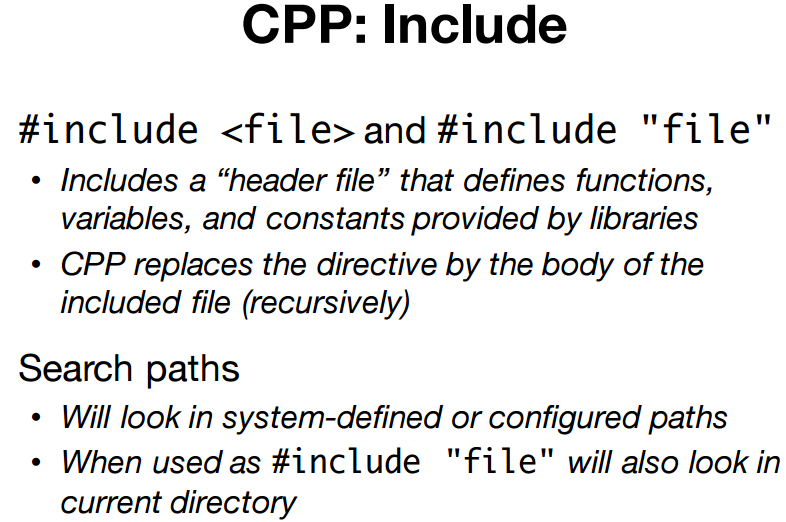 CPP: Include
#include <file> and #include "file"
• Includes a “header file” that defines functions,
variables, and constants provided by libraries
• CPP replaces the directive by the body of the
included file (recursively)
Search paths
• Will look in system-defined or configured paths
• When used as #include "file" will also look in
current directory